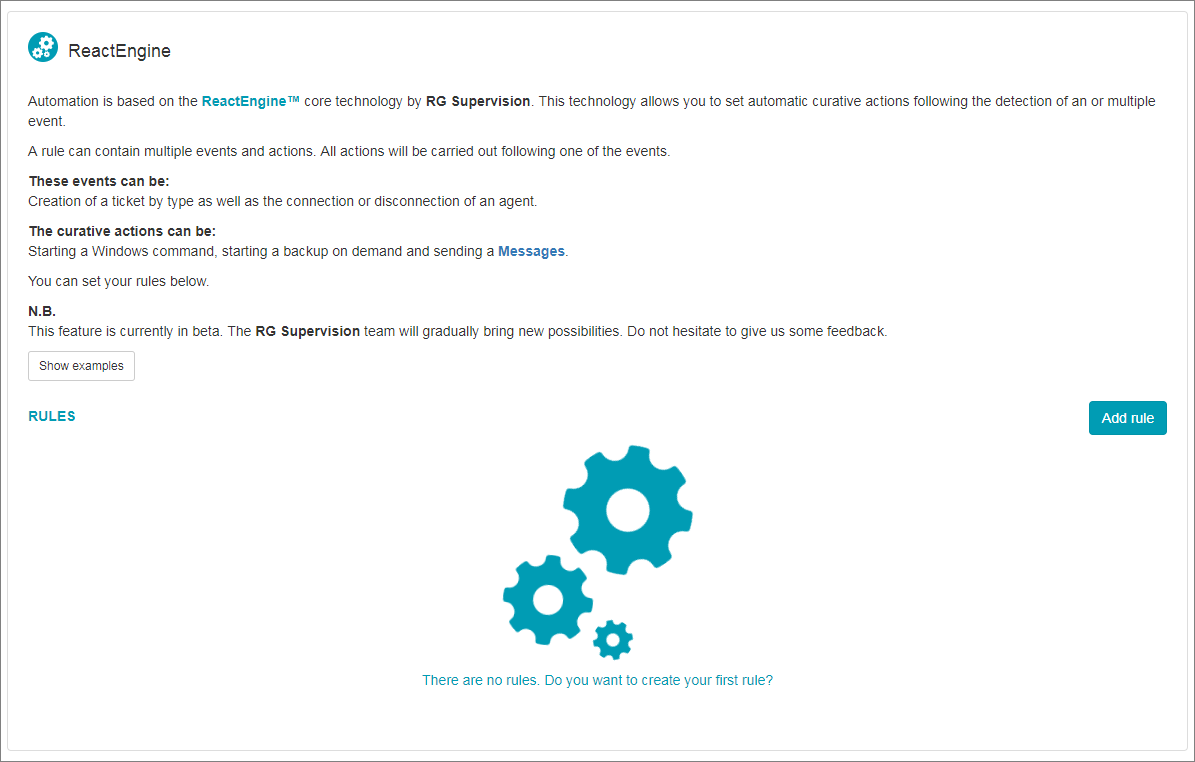 ReactEngine
Automation is based on the ReactEngine™ core technology by RG Supervision. This technology allows you to set automatic curative actions following the detection of an or multiple
event.
A rule can contain multiple events and actions. All actions will be carried out following one of the events.
These events can be:
Creation of a ticket by type as well as the connection or disconnection of an agent.
The curative actions can be:
Starting a Windows command, starting a backup on demand and sending a Messages.
You can set your rules below.
N.B.
This feature is currently in beta. The RG Supervision team will gradually bring new possibilities. Do not hesitate to give us some feedback.
Show examples
RULES
Add rule
There are no rules. Do you want to create your first rule?